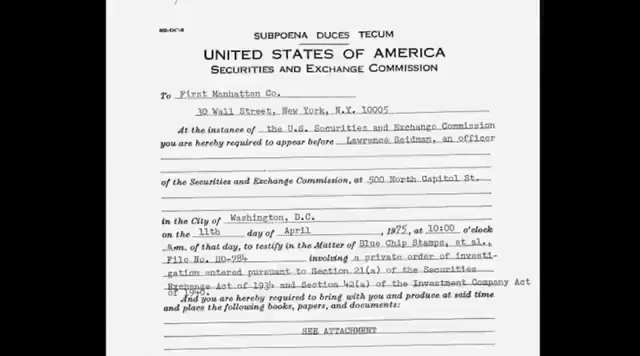 SUBPOENA DUCES TECUM
UNITED STATES OF AMERICA
SECURITIES AND EXCHANGE COMMISSION
To First Manhattan Co.
30 Wall Street, New York, N.Y. 10005
At the instance of the U.S. Securities and Exchange Commission
you are hereby required to appear before Lawrence Seidman, an officer
of the Securities and Exchange Commission, at 500 North Capitol St.
in the City of Washington, D.C.
on the 11th day of April , 1975, at 10:00 o'clock
a.m. of that day, to testify in the Matter of Blue Chip Stamps, et al.,
File No. HO-784 involving a private order of investi-
gation entered pursuant to Section 21(a) of the Securities
Exchange Act of 1934 and Section 42(a) of the Investment Company Act
of 1940.
And you are hereby required to bring with you and produce at said time
and place the following books, papers, and documents:
SEE ATTACHMENT